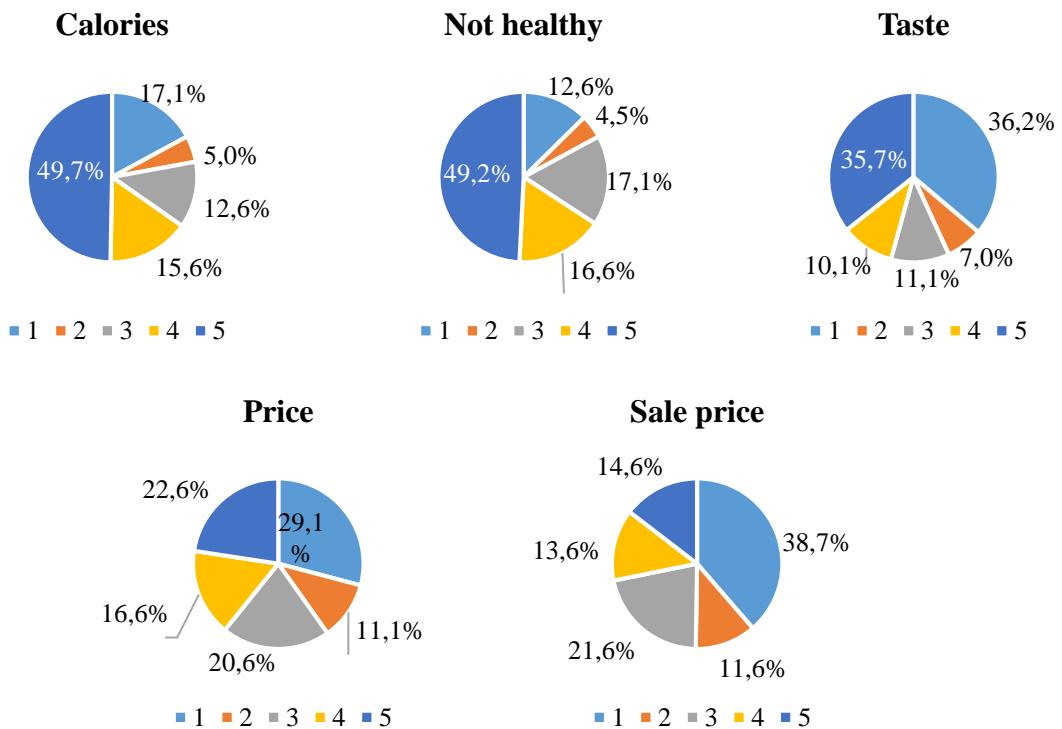 Calories
17,1%
5,0%
12,6%
15,6%
49,7%
1 2 3 4 5
Not healthy
12,6%
4,5%
17,1%
16,6%
49,2%
1 2 3 4 5
Taste
36,2%
7,0%
11,1%
10,1%
35,7%
1 2 3 4 5
Price
29,1
%
11,1%
20,6%
16,6%
22,6%
1 2 3 4 5
Sale price
38,7%
11,6%
21,6%
13,6%
14,6%
1 2 3 4 5